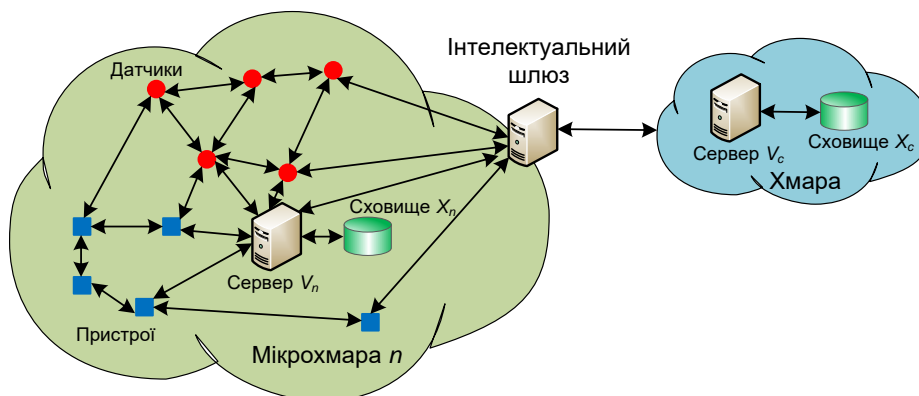 Інтелектуальний
шлюз
Датчики
Сервер Vc
Сховище Xc
Хмара
Сховище Xn
Сервер Vn
Пристрої
Мікрохмара n